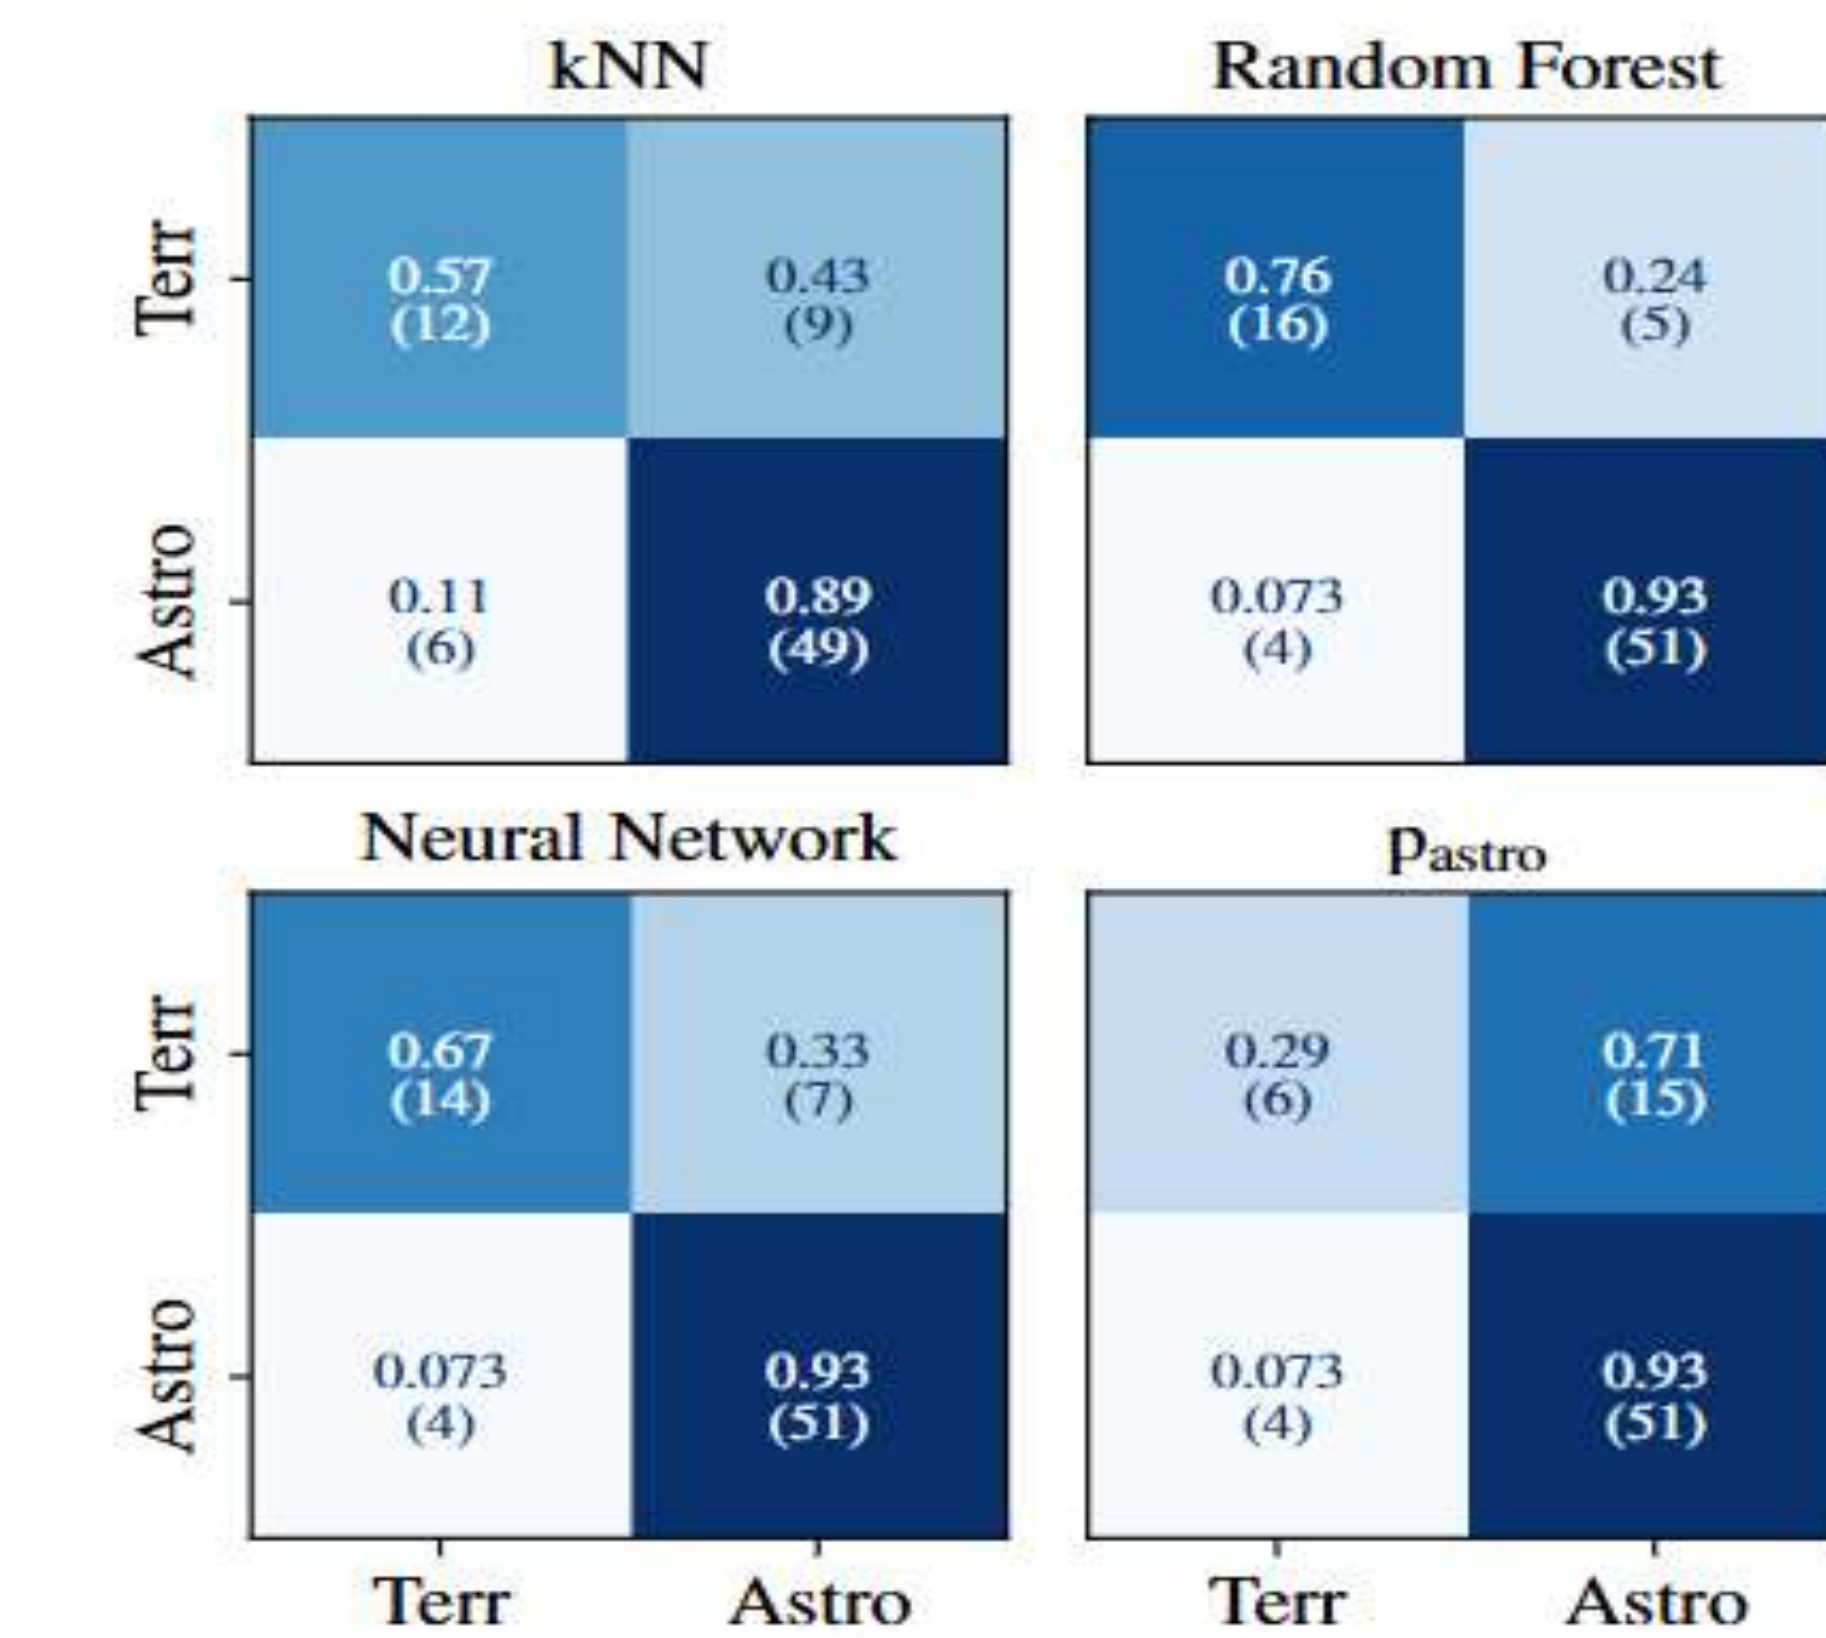 kNN
Random Forest
Terr
0.57
(12)
0.43
(9)
0.76
(16)
0.24
(5)
Astro
0.11
(6)
0.89
(49)
0.073
(4)
0.93
(51)
Neural Network
pastro
Terr
0.67
(14)
0.33
(7)
0.29
(6)
0.71
(15)
Astro
0.073
(4)
0.93
(51)
0.073
(4)
0.93
(51)
Terr
Astro
Terr
Astro